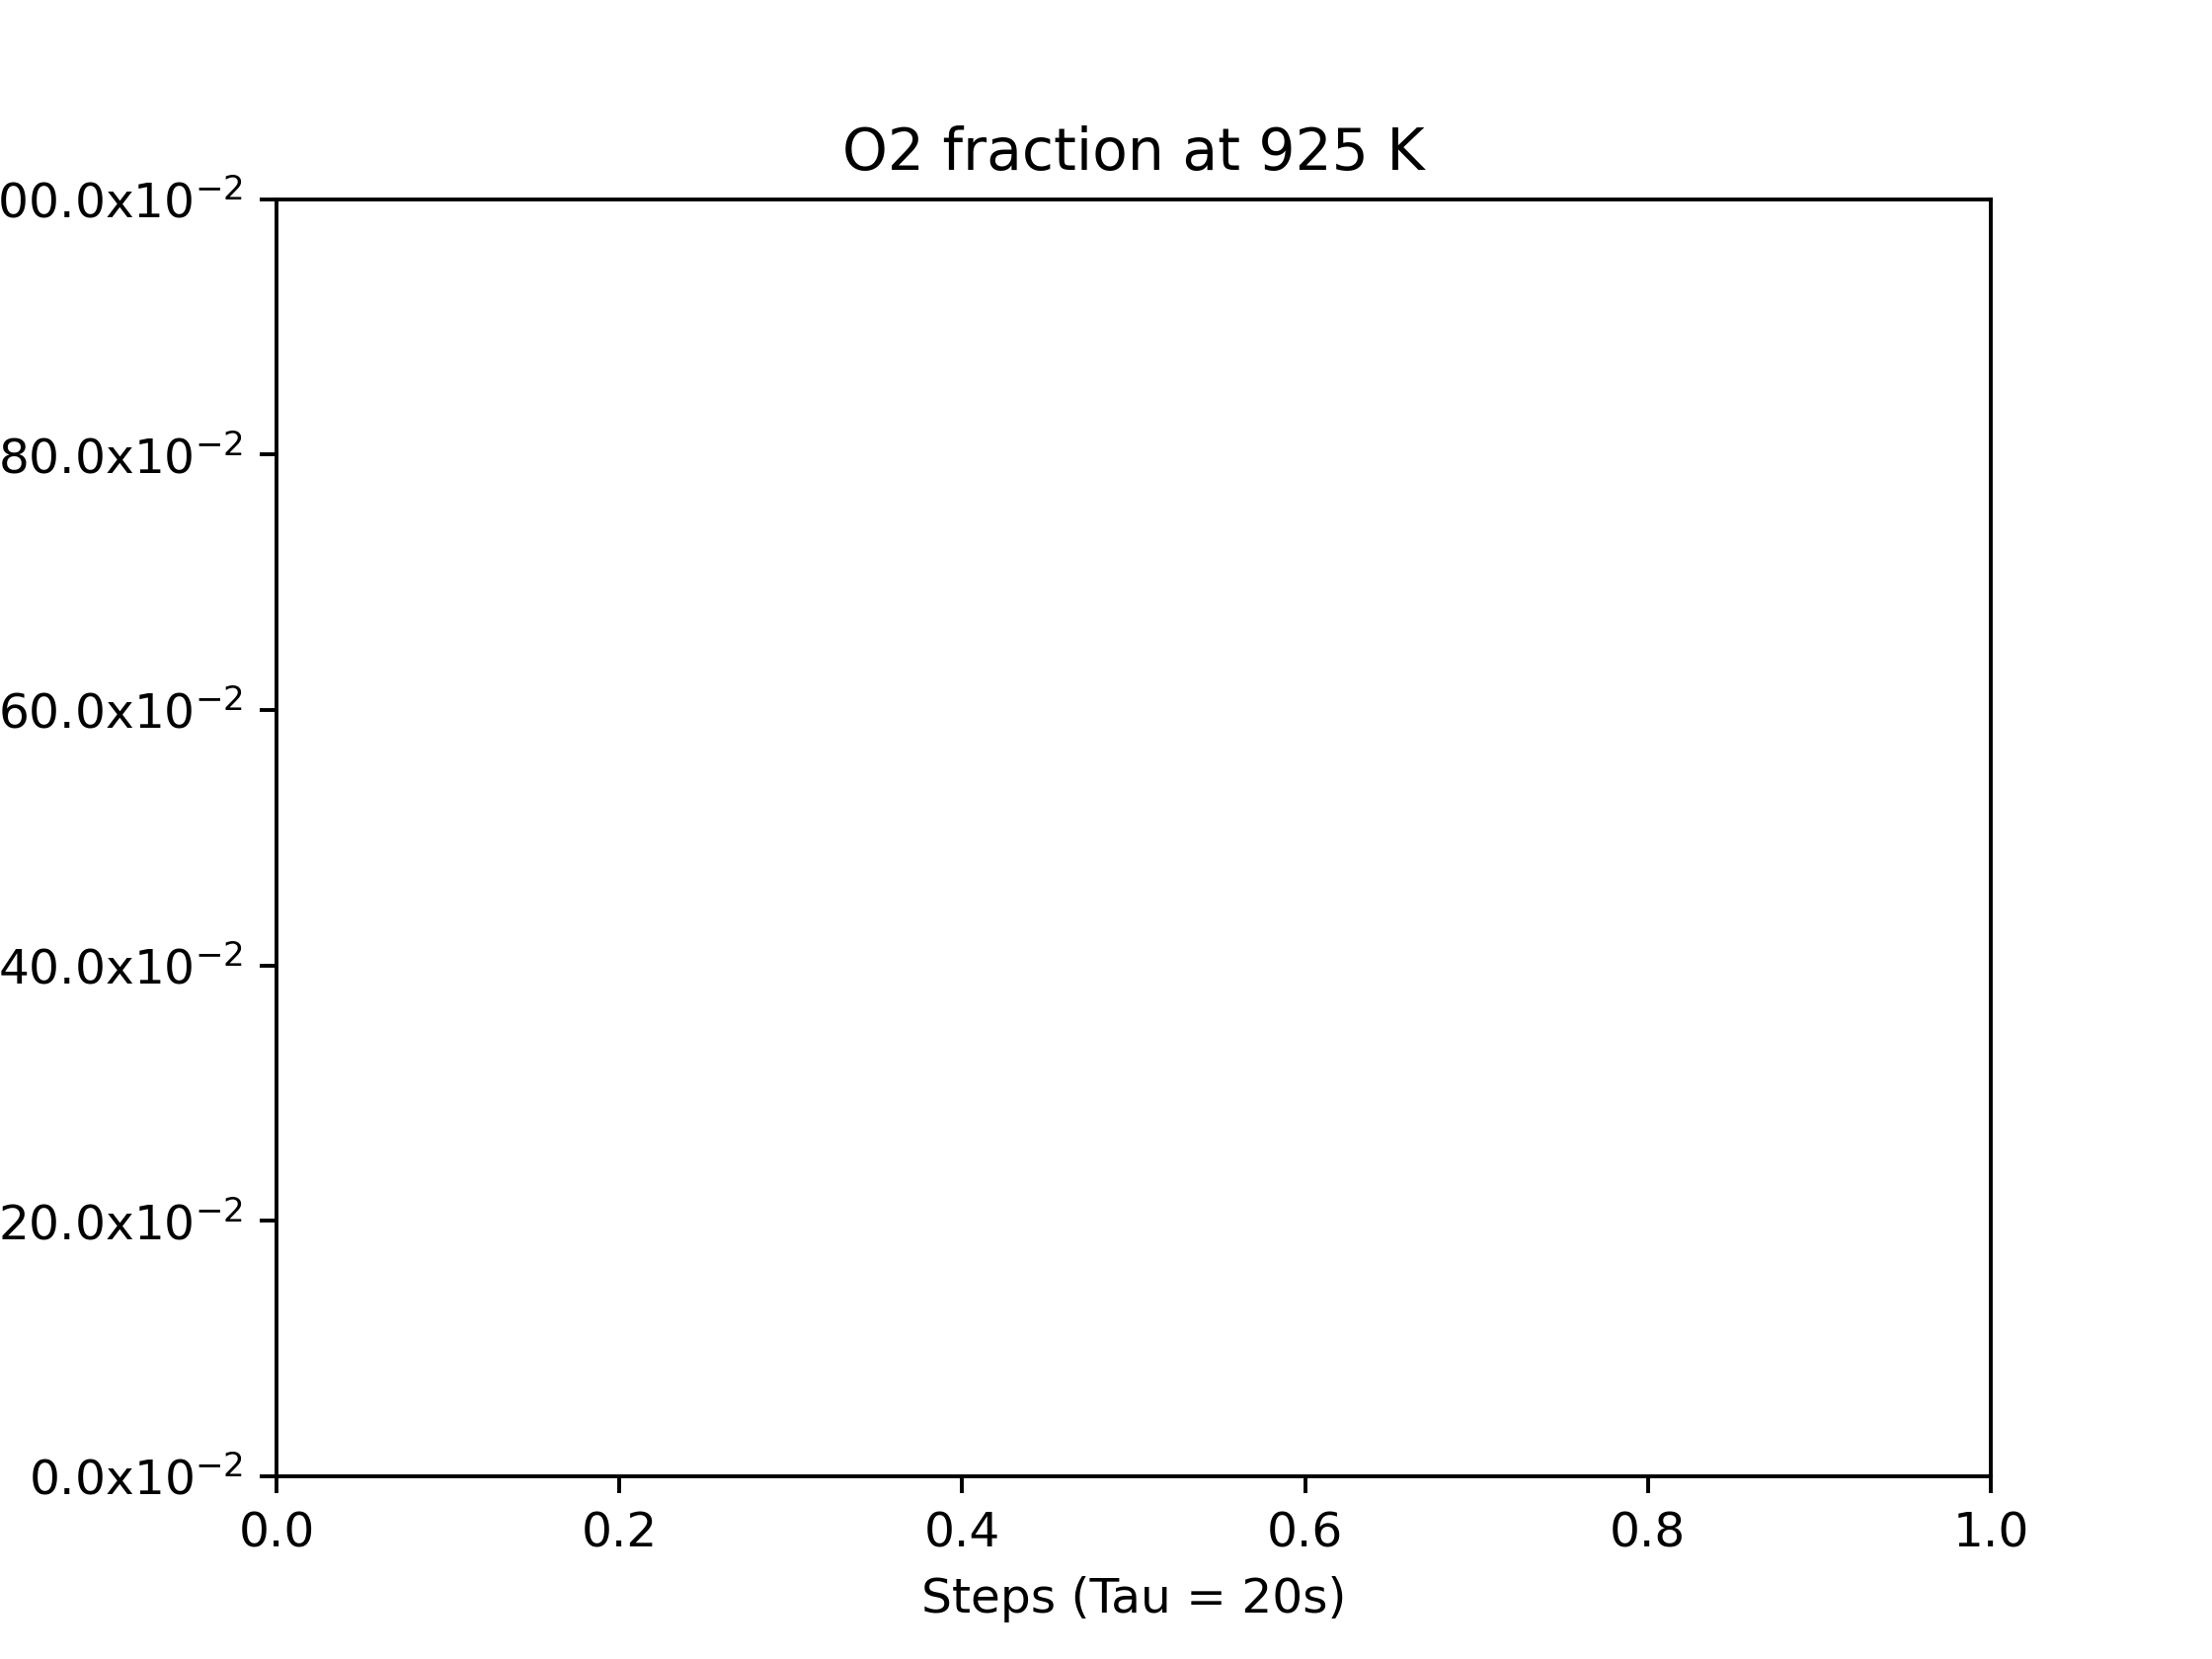 O2 fraction at 925 K
00.0x10⁻²
80.0x10⁻²
60.0x10⁻²
40.0x10⁻²
20.0x10⁻²
0.0x10⁻²
0.0 0.2 0.4 0.6 0.8 1.0
Steps (Tau = 20s)